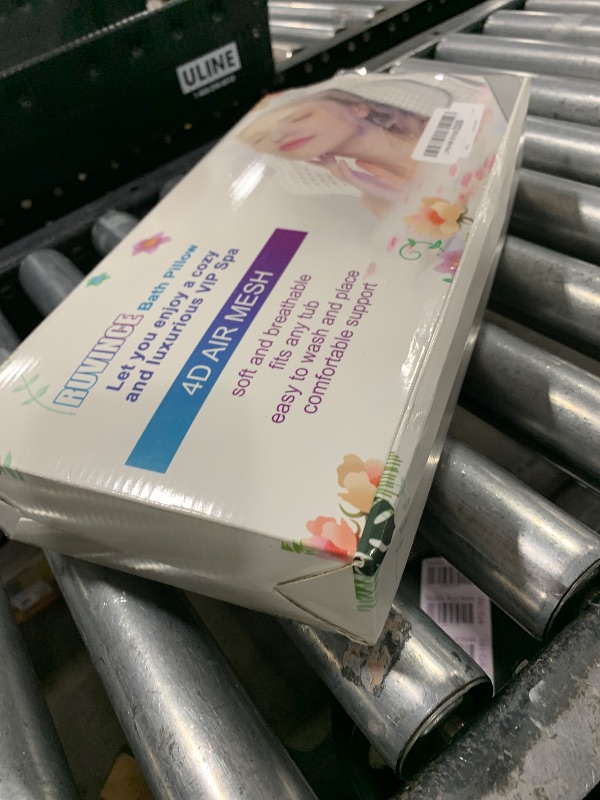 ULINE
RUVINCE Bath Pillow
Let you enjoy a cozy
and luxurious VIP Spa
4D AIR MESH
soft and breathable
fits any tub
easy to wash and place
comfortable support